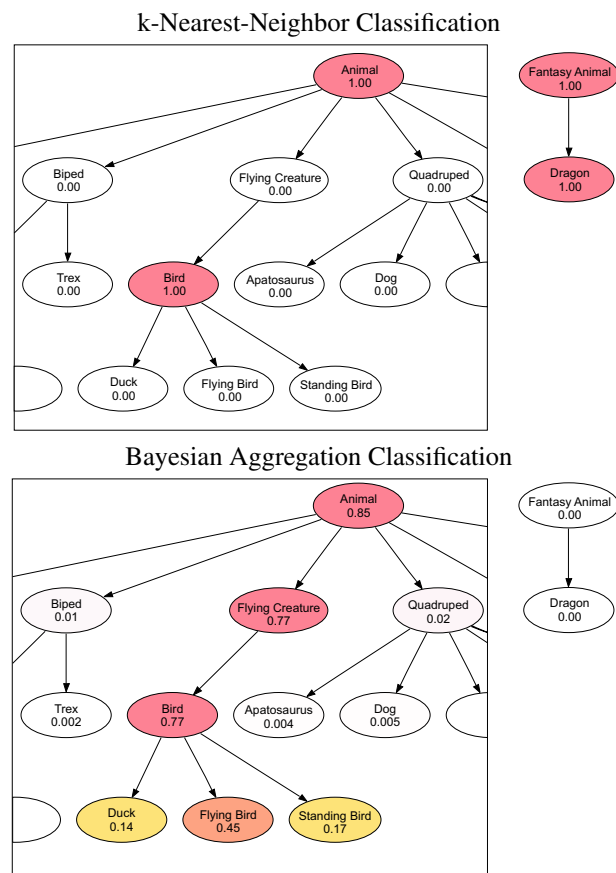 k-Nearest-Neighbor Classification
Animal
1.00
Fantasy Animal
1.00
Biped
0.00
Flying Creature
0.00
Quadruped
0.00
Dragon
1.00
Trex
0.00
Bird
1.00
Apatosaurus
0.00
Dog
0.00
Duck
0.00
Flying Bird
0.00
Standing Bird
0.00
Bayesian Aggregation Classification
Animal
0.85
Fantasy Animal
0.00
Biped
0.01
Flying Creature
0.77
Quadruped
0.02
Dragon
0.00
Trex
0.002
Bird
0.77
Apatosaurus
0.004
Dog
0.005
Duck
0.14
Flying Bird
0.45
Standing Bird
0.17